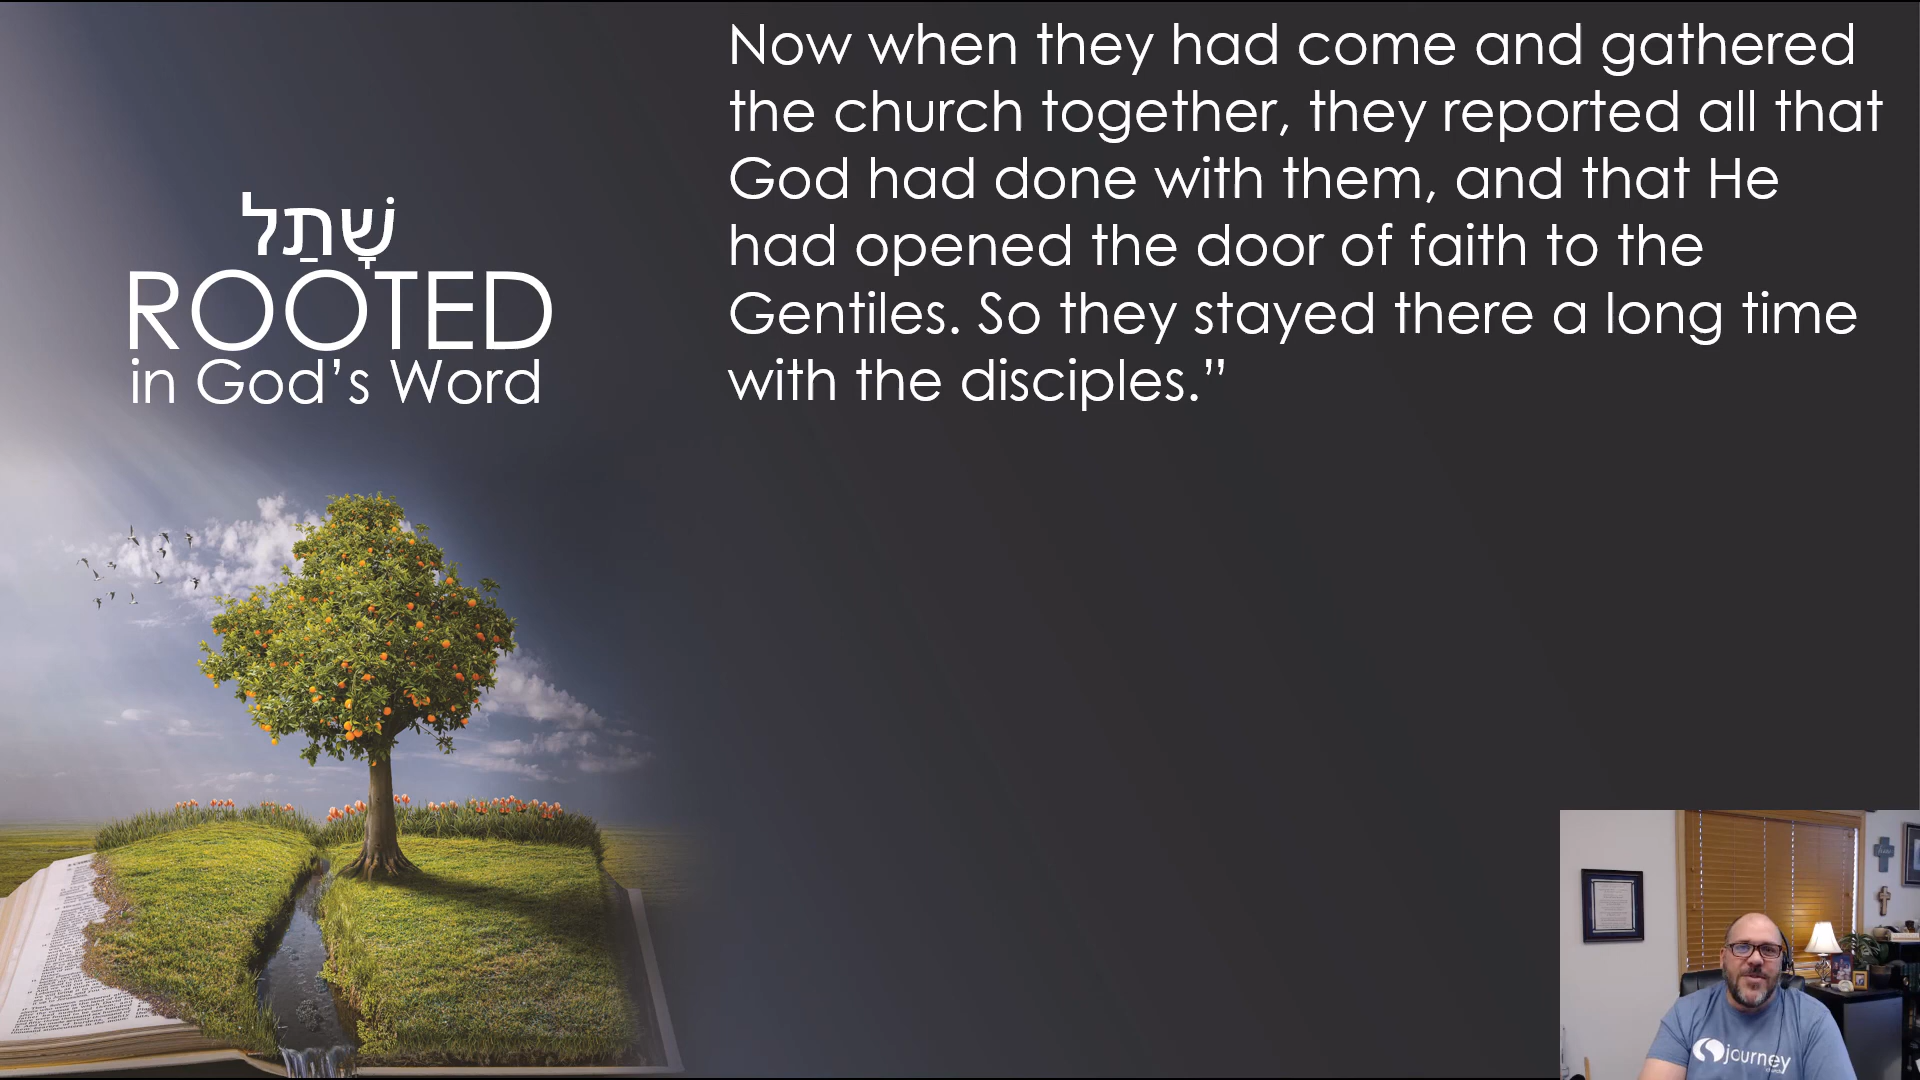 שָׁתַל
ROOTED
in God’s Word
Now when they had come and gathered
the church together, they reported all that
God had done with them, and that He
had opened the door of faith to the
Gentiles. So they stayed there a long time
with the disciples.”
journey
church